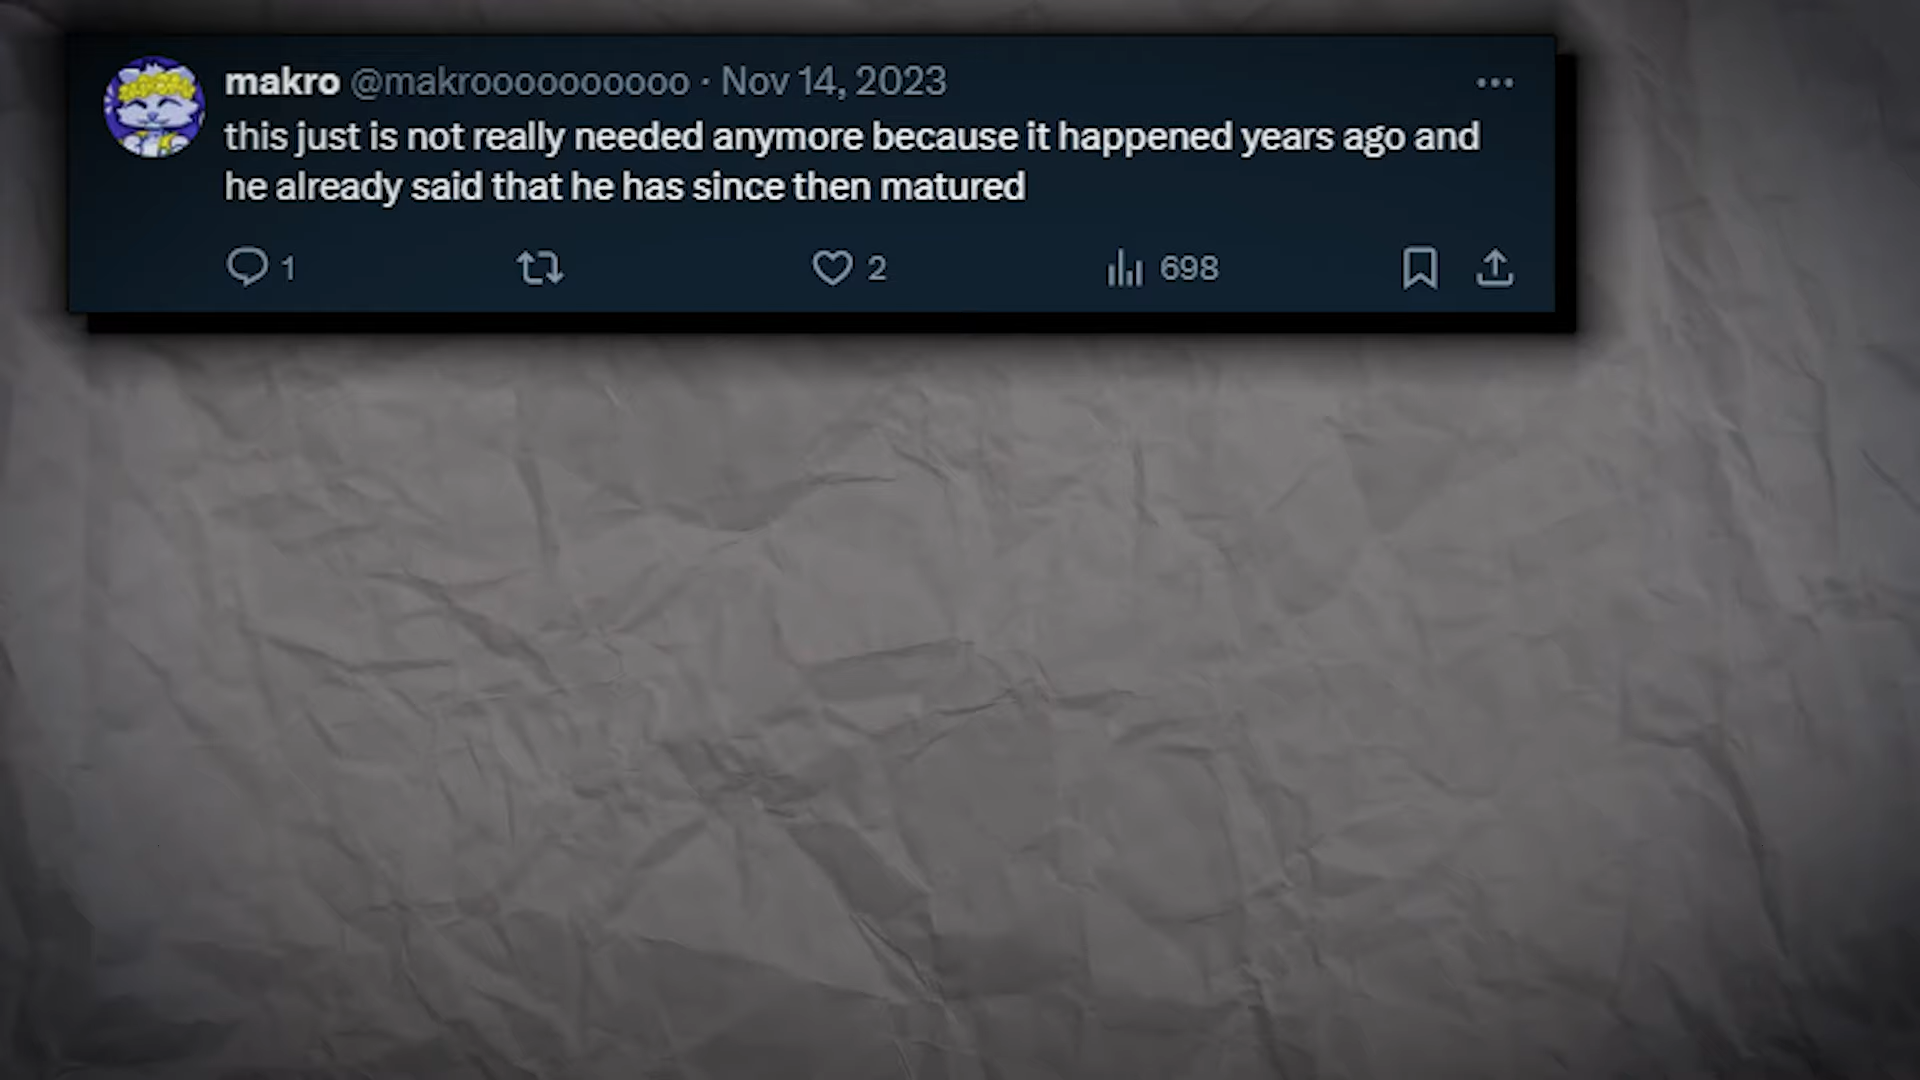 makro @makroooooooooo · Nov 14, 2023
this just is not really needed anymore because it happened years ago and
he already said that he has since then matured
1 2 698